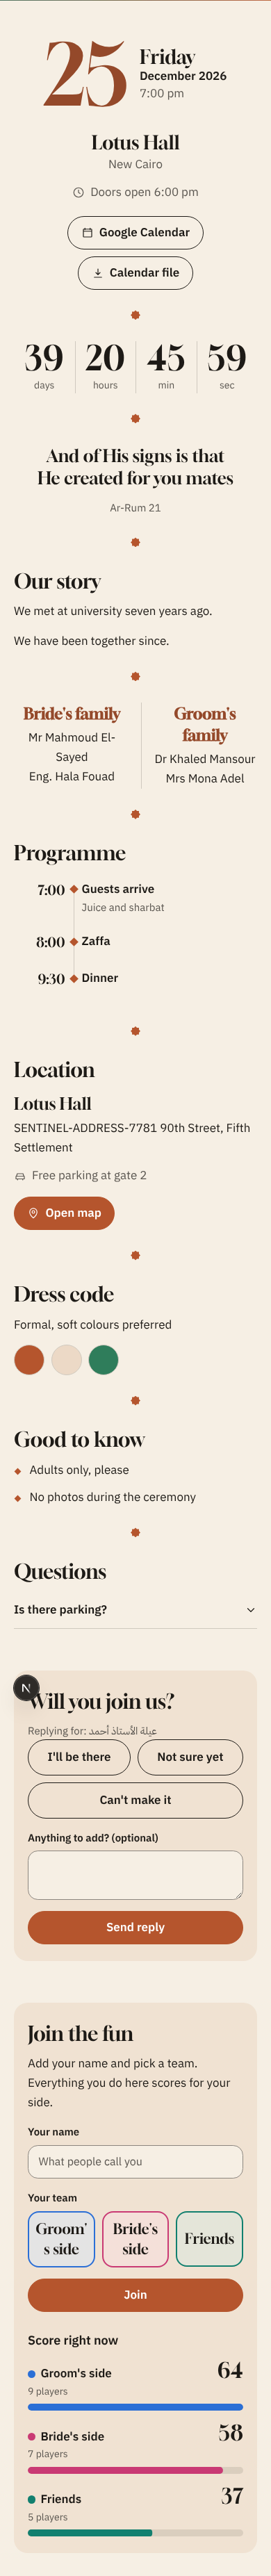 25
Friday
December 2026
7:00 pm
Lotus Hall
New Cairo
Doors open 6:00 pm
Google Calendar
Calendar file
39 20 45 59
days hours min sec
And of His signs is that
He created for you mates
Ar-Rum 21
Our story
We met at university seven years ago.
We have been together since.
Bride's family
Mr Mahmoud El-
Sayed
Eng. Hala Fouad
Groom's
family
Dr Khaled Mansour
Mrs Mona Adel
Programme
7:00 Guests arrive
Juice and sharbat
8:00 Zaffa
9:30 Dinner
Location
Lotus Hall
SENTINEL-ADDRESS-7781 90th Street, Fifth
Settlement
Free parking at gate 2
Open map
Dress code
Formal, soft colours preferred
Good to know
Adults only, please
No photos during the ceremony
Questions
Is there parking?
N
Will you join us?
Replying for: عيلة الأستاذ أحمد
I'll be there Not sure yet
Can't make it
Anything to add? (optional)
Send reply
Join the fun
Add your name and pick a team.
Everything you do here scores for your
side.
Your name
What people call you
Your team
Groom'
s side
Bride's
side
Friends
Join
Score right now
Groom's side 64
9 players
Bride's side 58
7 players
Friends 37
5 players